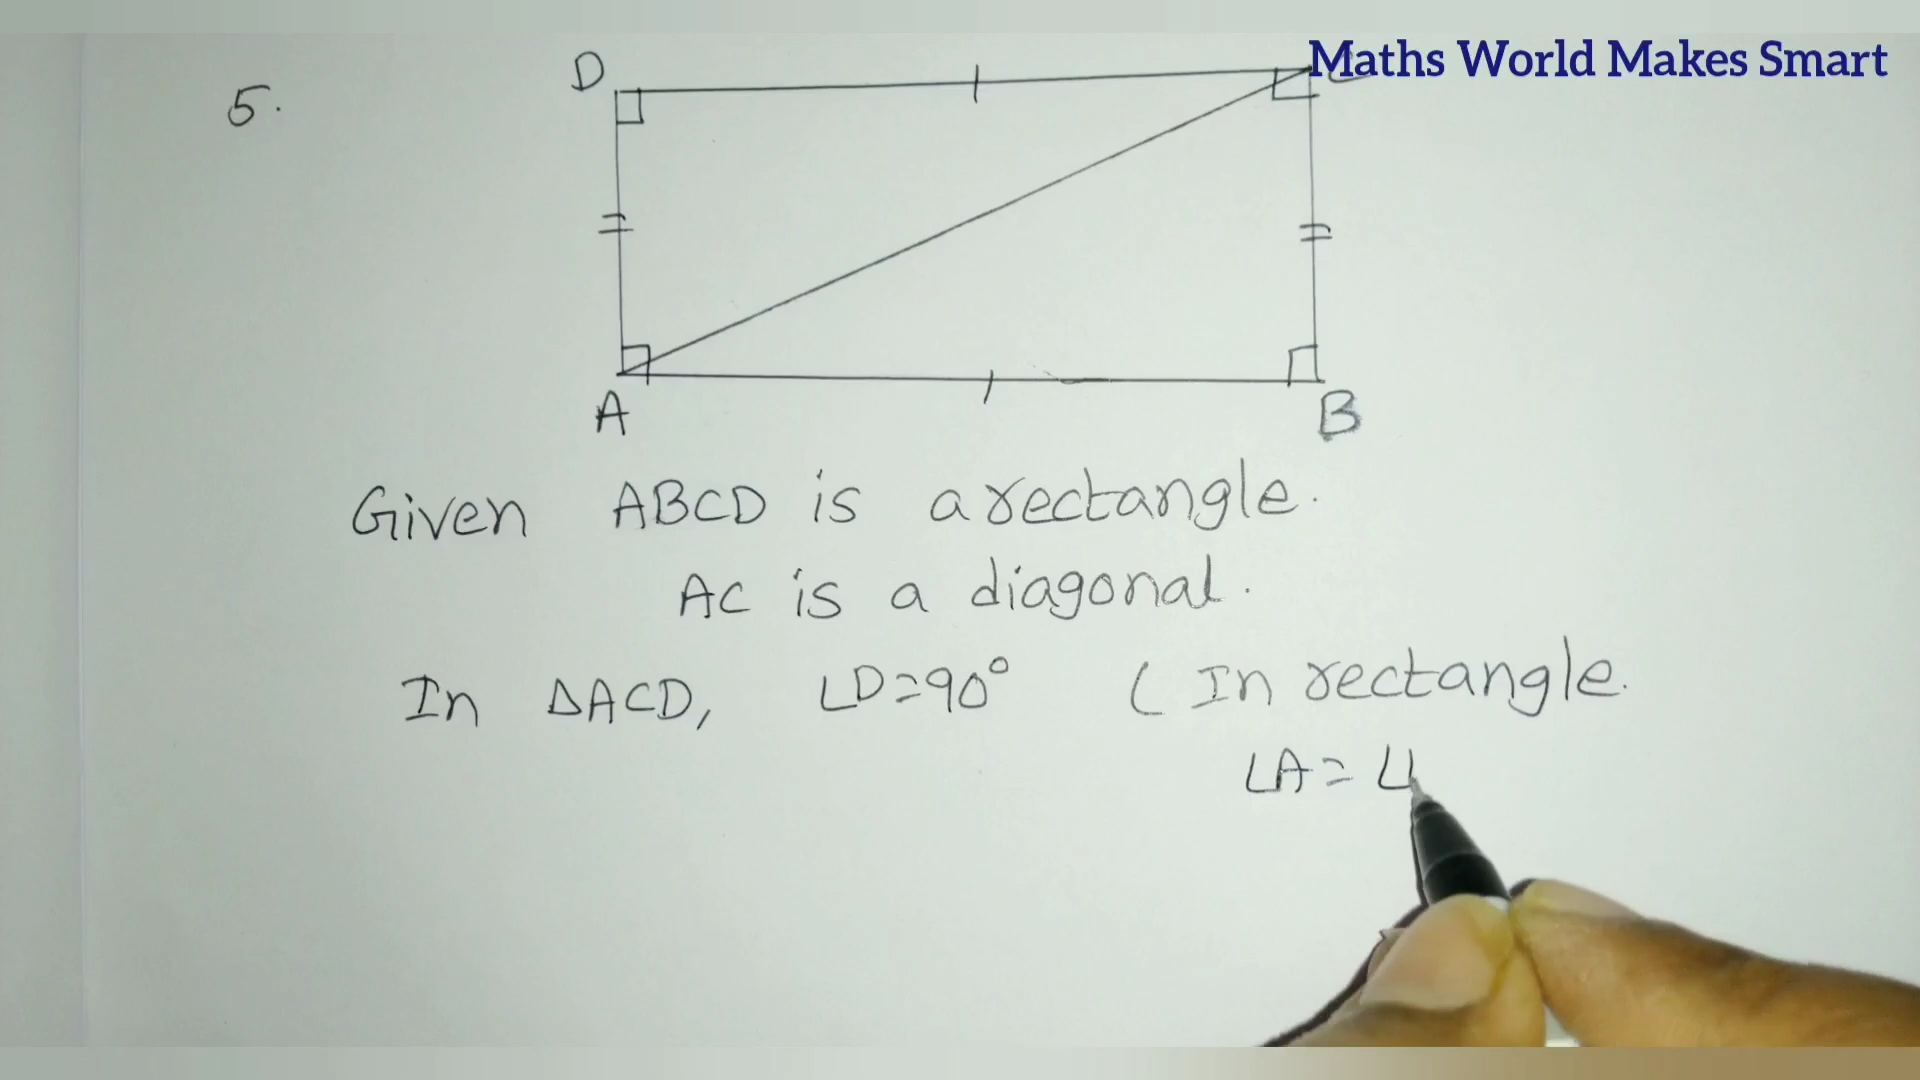 Maths World Makes Smart
5.
D
A
B
Given ABCD is a rectangle.
AC is a diagonal.
In ΔACD, ∠D=90° (In rectangle.
∠A= ∠